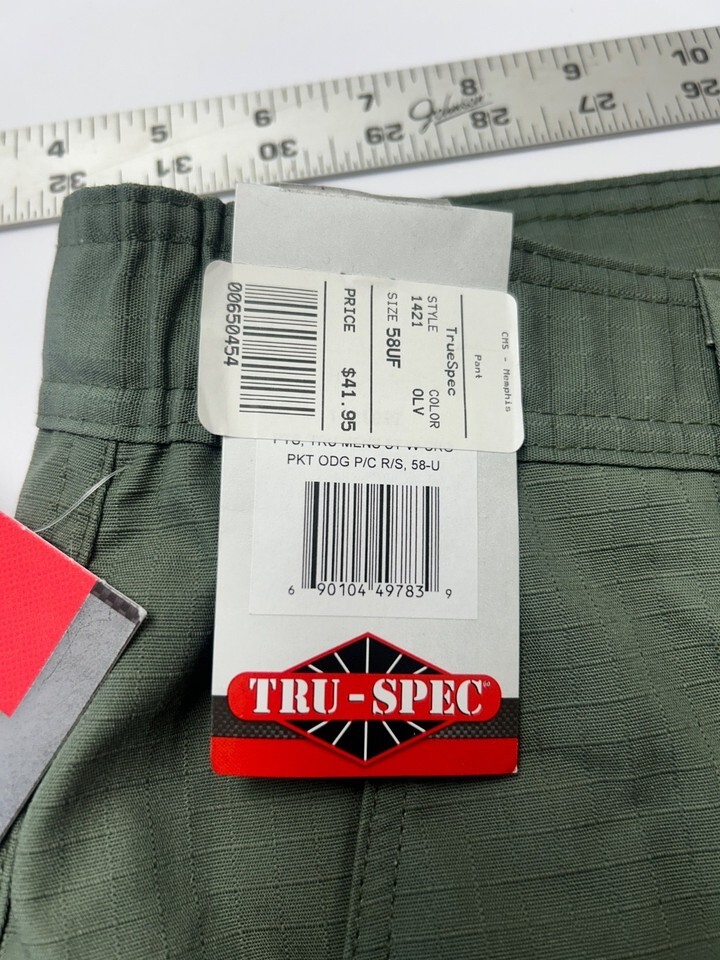 4 5 6 7 8 9 10
32 31 30 29 28 27 26
Johnson
CMS - Memphis
Pant
TrueSpec
STYLE COLOR
1421 OLV
SIZE 58UF
PRICE $41.95
00650454
PKT ODG P/C R/S, 58-U
6 90104 49783 9
TRU-SPEC